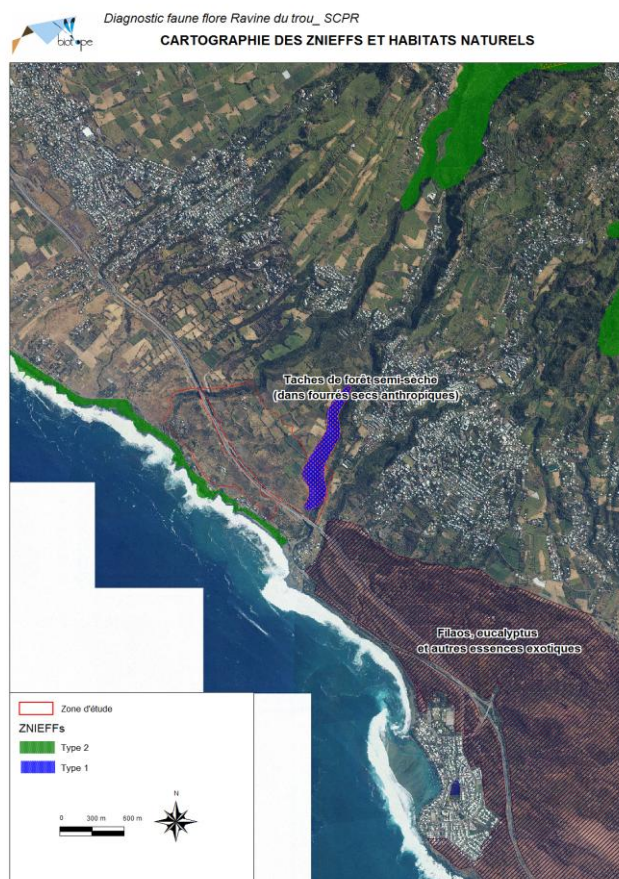 Diagnostic faune flore Ravine du trou_ SCPR
biotope
CARTOGRAPHIE DES ZNIEFFS ET HABITATS NATURELS
Taches de forêt semi-sèche
(dans fourrés secs anthropiques)
Filaos, eucalyptus
et autres essences exotiques
Zone d'étude
ZNIEFFs
Type 2
Type 1
0 300 m 600 m
N